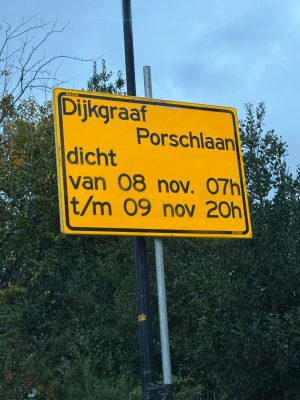 Dijkgraaf
Porschlaan
dicht
van 08 nov. 07h
t/m 09 nov 20h